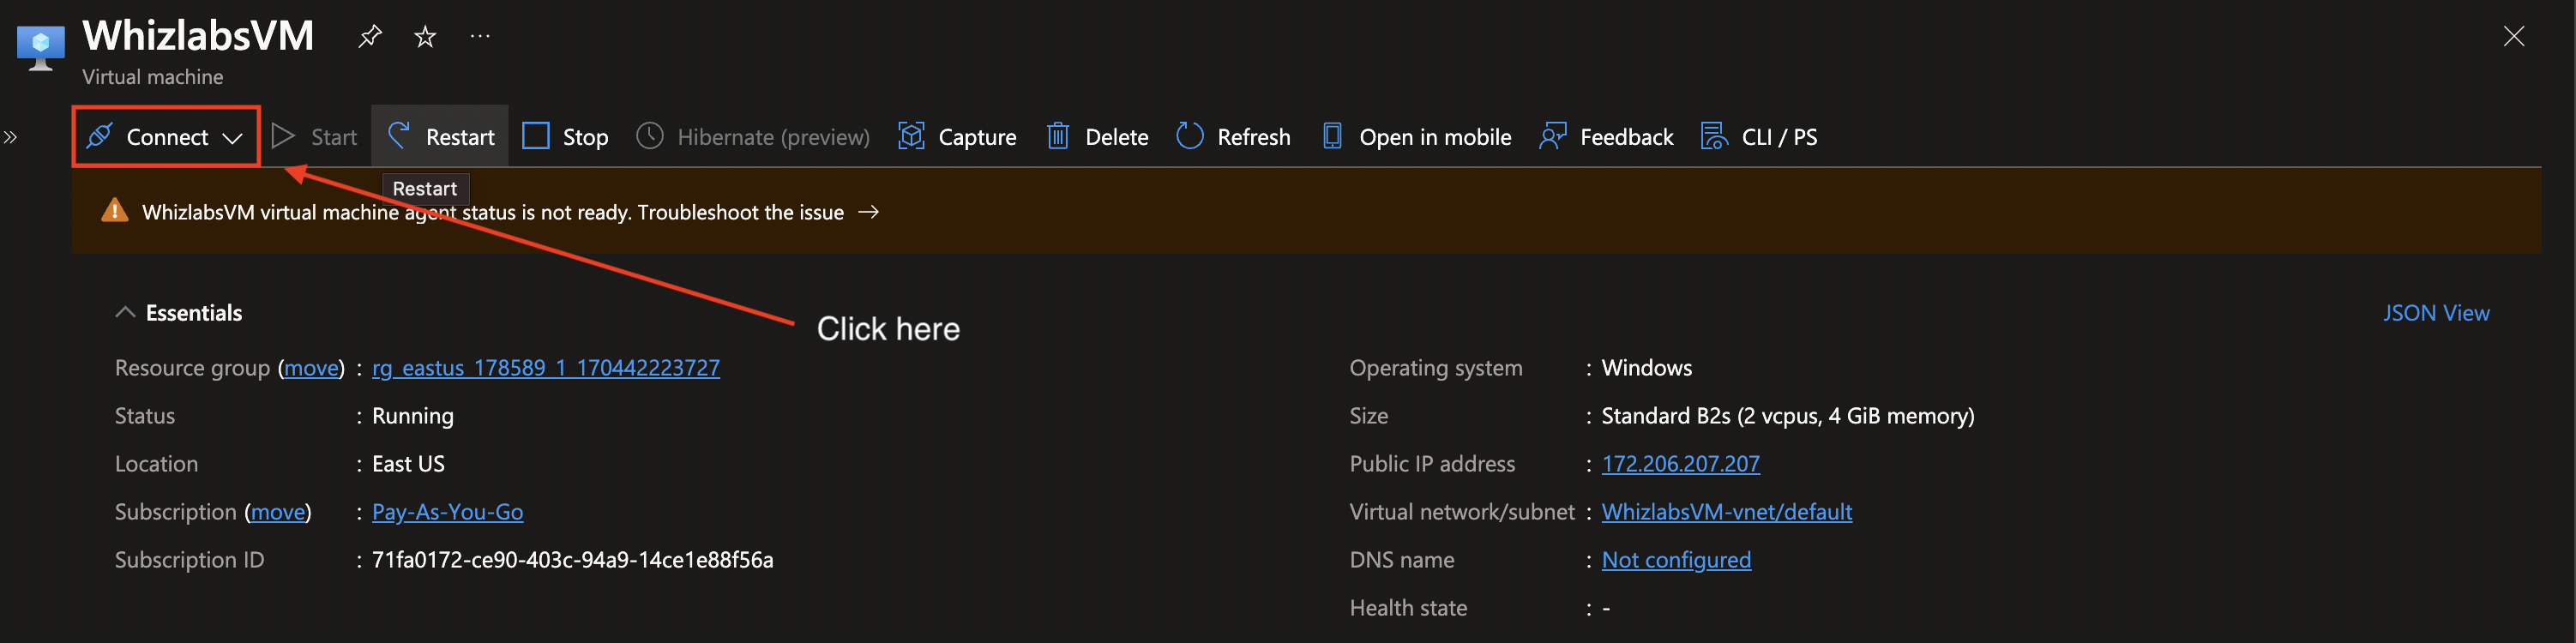 WhizlabsVM ...
Virtual machine
Connect Start Restart Stop Hibernate (preview) Capture Delete Refresh Open in mobile Feedback CLI / PS
Restart
WhizlabsVM virtual machine agent status is not ready. Troubleshoot the issue →
Click here
Essentials
JSON View
Resource group (move) : rg_eastus_178589_1_170442223727
Status : Running
Location : East US
Subscription (move) : Pay-As-You-Go
Subscription ID : 71fa0172-ce90-403c-94a9-14ce1e88f56a
Operating system : Windows
Size : Standard B2s (2 vcpus, 4 GiB memory)
Public IP address : 172.206.207.207
Virtual network/subnet : WhizlabsVM-vnet/default
DNS name : Not configured
Health state : -